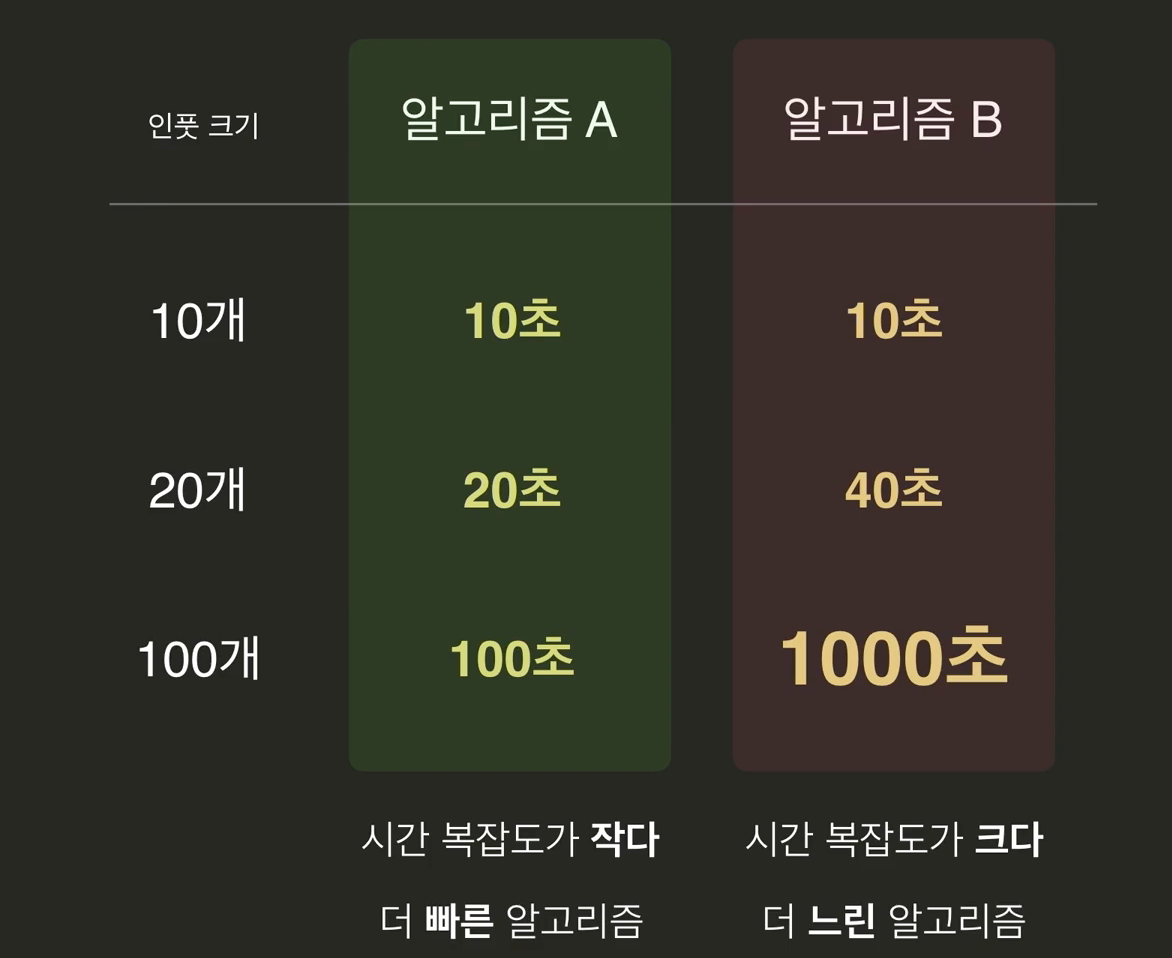 인풋 크기 알고리즘 A 알고리즘 B
10개 10초 10초
20개 20초 40초
100개 100초 1000초
시간 복잡도가 작다 시간 복잡도가 크다
더 빠른 알고리즘 더 느린 알고리즘